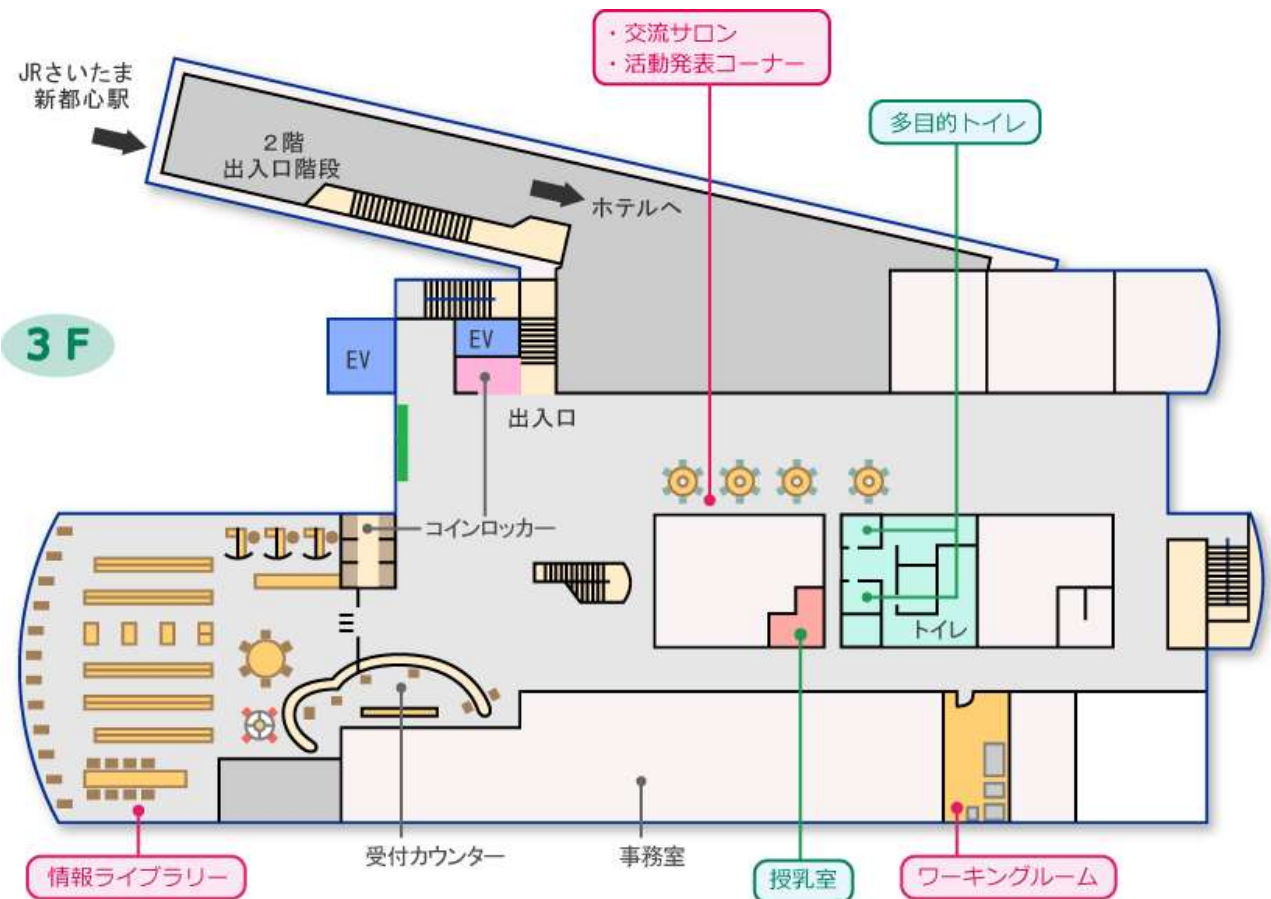 ・交流サロン
・活動発表コーナー
JRさいたま
新都心駅
多目的トイレ
2階
出入口階段
ホテルへ
3F
EV
EV
出入口
コインロッカー
トイレ
受付カウンター
事務室
情報ライブラリー
授乳室
ワーキングルーム